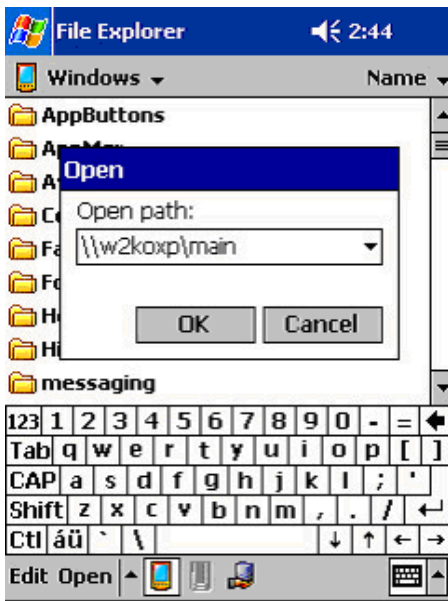 File Explorer 2:44
Windows Name
AppButtons
Open
Open path:
\\w2koxp\main
OK Cancel
messaging
123 1 2 3 4 5 6 7 8 9 0 - =
Tab q w e r t y u i o p [ ]
CAP a s d f g h j k l ; '
Shift z x c v b n m , . /
Ctl áü ` \
Edit Open